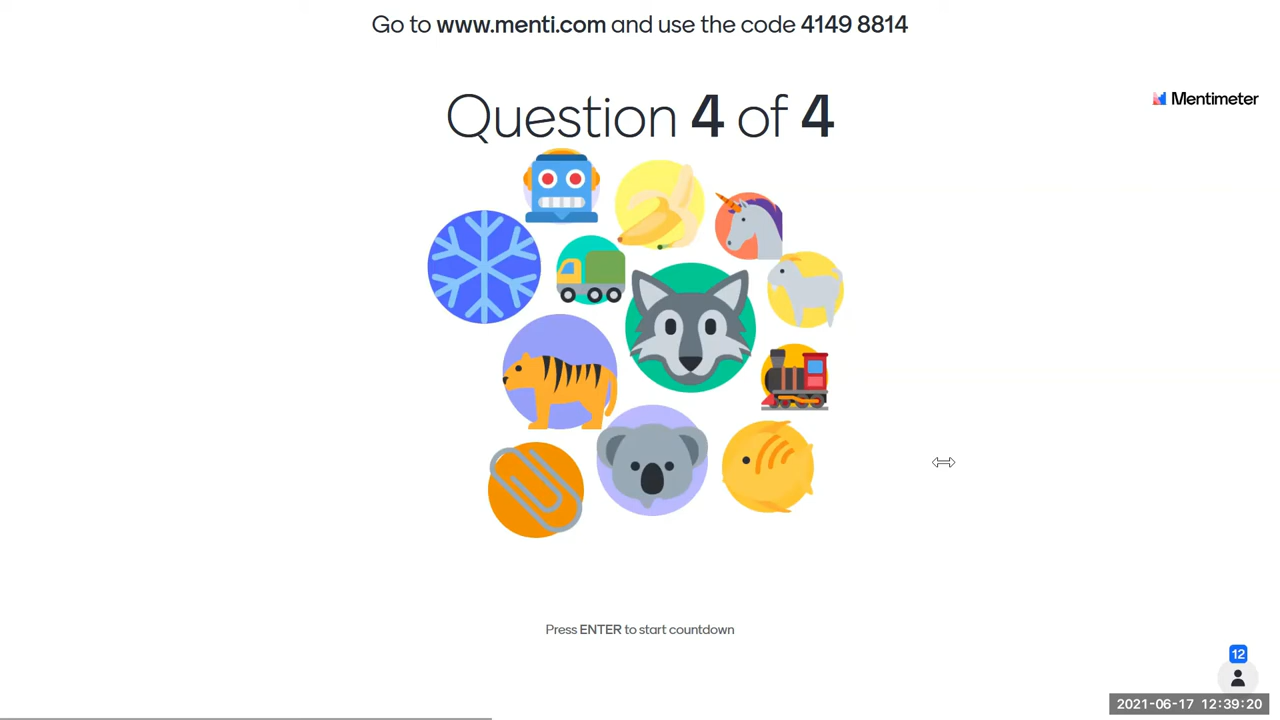 Go to www.menti.com and use the code 4149 8814
Mentimeter
Question 4 of 4
Press ENTER to start countdown
12
2021-06-17 12:39:20